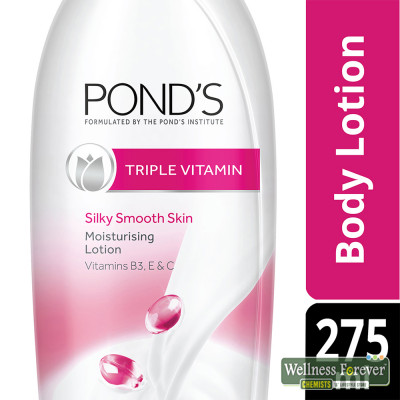 POND'S
FORMULATED BY THE POND'S INSTITUTE
TRIPLE VITAMIN
Silky Smooth Skin
Moisturising
Lotion
Vitamins B3, E & C
Body Lotion
275
Wellness Forever
CHEMISTS